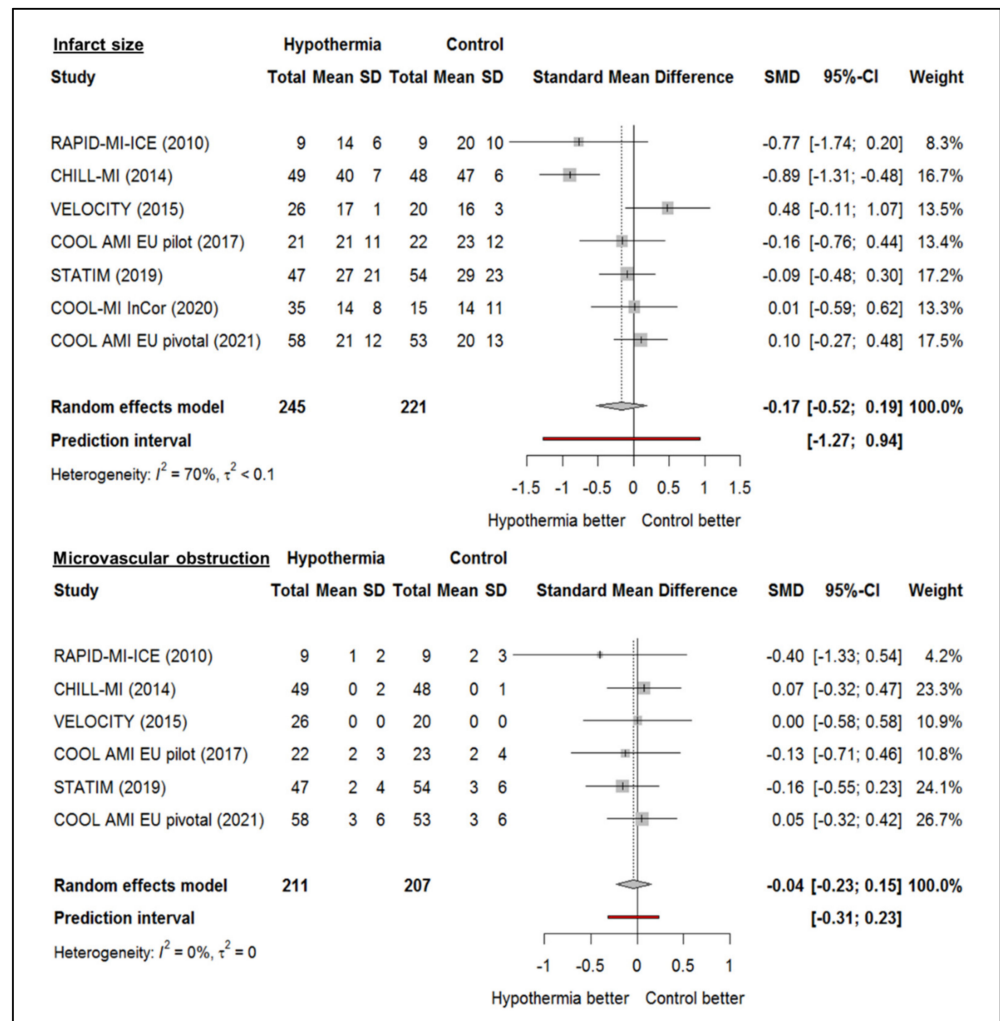 Infarct size Hypothermia Control
Study Total Mean SD Total Mean SD Standard Mean Difference SMD 95%-CI Weight
RAPID-MI-ICE (2010) 9 14 6 9 20 10 -0.77 [-1.74; 0.20] 8.3%
CHILL-MI (2014) 49 40 7 48 47 6 -0.89 [-1.31; -0.48] 16.7%
VELOCITY (2015) 26 17 1 20 16 3 0.48 [-0.11; 1.07] 13.5%
COOL AMI EU pilot (2017) 21 21 11 22 23 12 -0.16 [-0.76; 0.44] 13.4%
STATIM (2019) 47 27 21 54 29 23 -0.09 [-0.48; 0.30] 17.2%
COOL-MI InCor (2020) 35 14 8 15 14 11 0.01 [-0.59; 0.62] 13.3%
COOL AMI EU pivotal (2021) 58 21 12 53 20 13 0.10 [-0.27; 0.48] 17.5%
Random effects model 245 221 -0.17 [-0.52; 0.19] 100.0%
Prediction interval [-1.27; 0.94]
Heterogeneity: I² = 70%, τ² < 0.1
-1.5 -1 -0.5 0 0.5 1 1.5
Hypothermia better Control better
Microvascular obstruction Hypothermia Control
Study Total Mean SD Total Mean SD Standard Mean Difference SMD 95%-CI Weight
RAPID-MI-ICE (2010) 9 1 2 9 2 3 -0.40 [-1.33; 0.54] 4.2%
CHILL-MI (2014) 49 0 2 48 0 1 0.07 [-0.32; 0.47] 23.3%
VELOCITY (2015) 26 0 0 20 0 0 0.00 [-0.58; 0.58] 10.9%
COOL AMI EU pilot (2017) 22 2 3 23 2 4 -0.13 [-0.71; 0.46] 10.8%
STATIM (2019) 47 2 4 54 3 6 -0.16 [-0.55; 0.23] 24.1%
COOL AMI EU pivotal (2021) 58 3 6 53 3 6 0.05 [-0.32; 0.42] 26.7%
Random effects model 211 207 -0.04 [-0.23; 0.15] 100.0%
Prediction interval [-0.31; 0.23]
Heterogeneity: I² = 0%, τ² = 0
-1 -0.5 0 0.5 1
Hypothermia better Control better